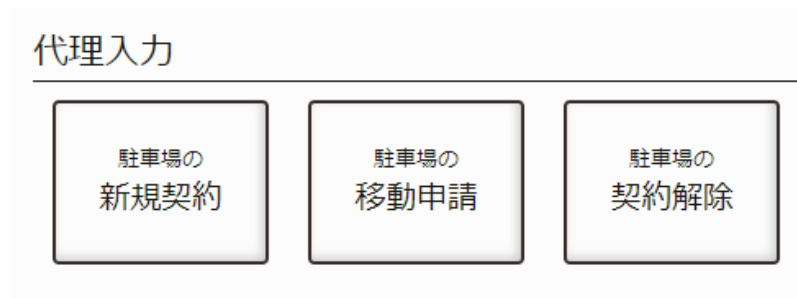 代理入力
駐車場の
新規契約
駐車場の
移動申請
駐車場の
契約解除